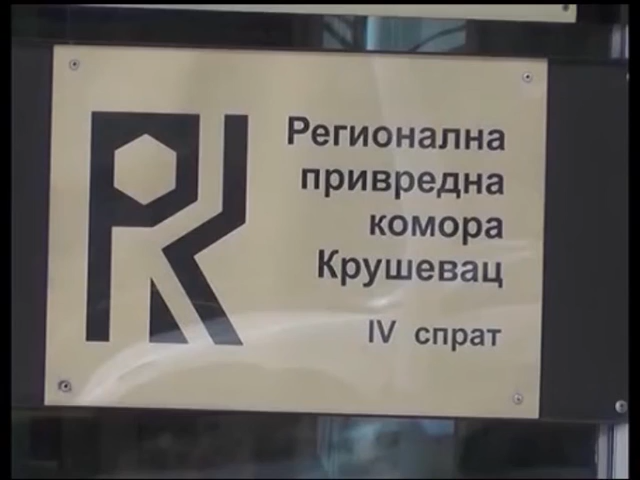 Регионална
привредна
комора
Крушевац
IV спрат